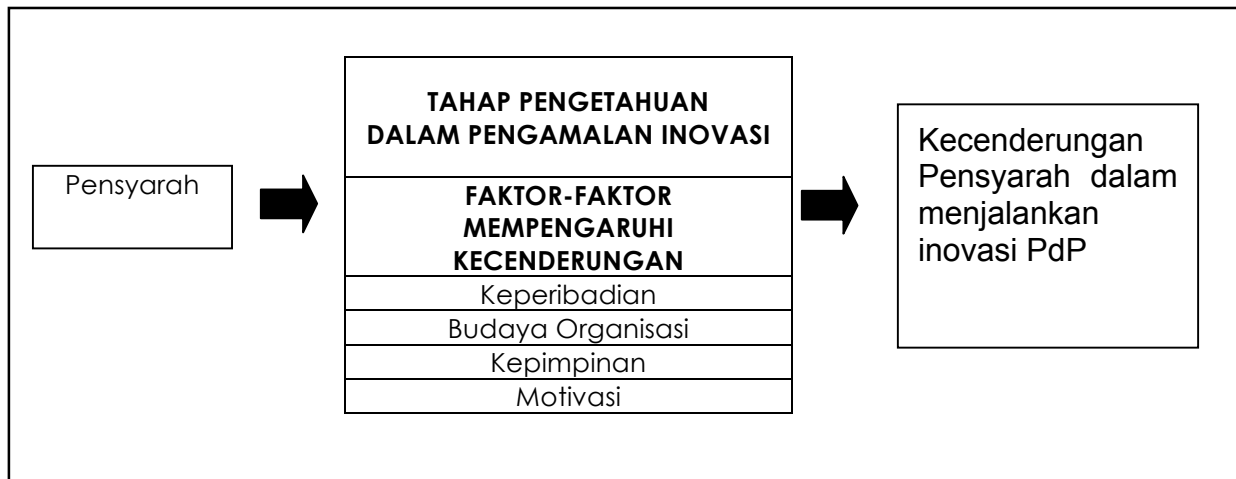 Pensyarah
TAHAP PENGETAHUAN
DALAM PENGAMALAN INOVASI
FAKTOR-FAKTOR
MEMPENGARUHI
KECENDERUNGAN
Keperibadian
Budaya Organisasi
Kepimpinan
Motivasi
Kecenderungan
Pensyarah dalam
menjalankan
inovasi PdP